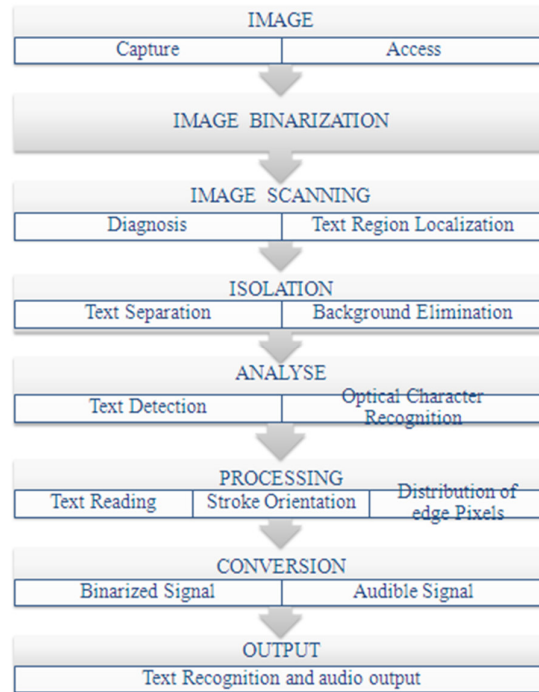 IMAGE
Capture Access
IMAGE BINARIZATION
IMAGE SCANNING
Diagnosis Text Region Localization
ISOLATION
Text Separation Background Elimination
ANALYSE
Text Detection Optical Character
Recognition
PROCESSING
Text Reading Stroke Orientation Distribution of
edge Pixels
CONVERSION
Binarized Signal Audible Signal
OUTPUT
Text Recognition and audio output